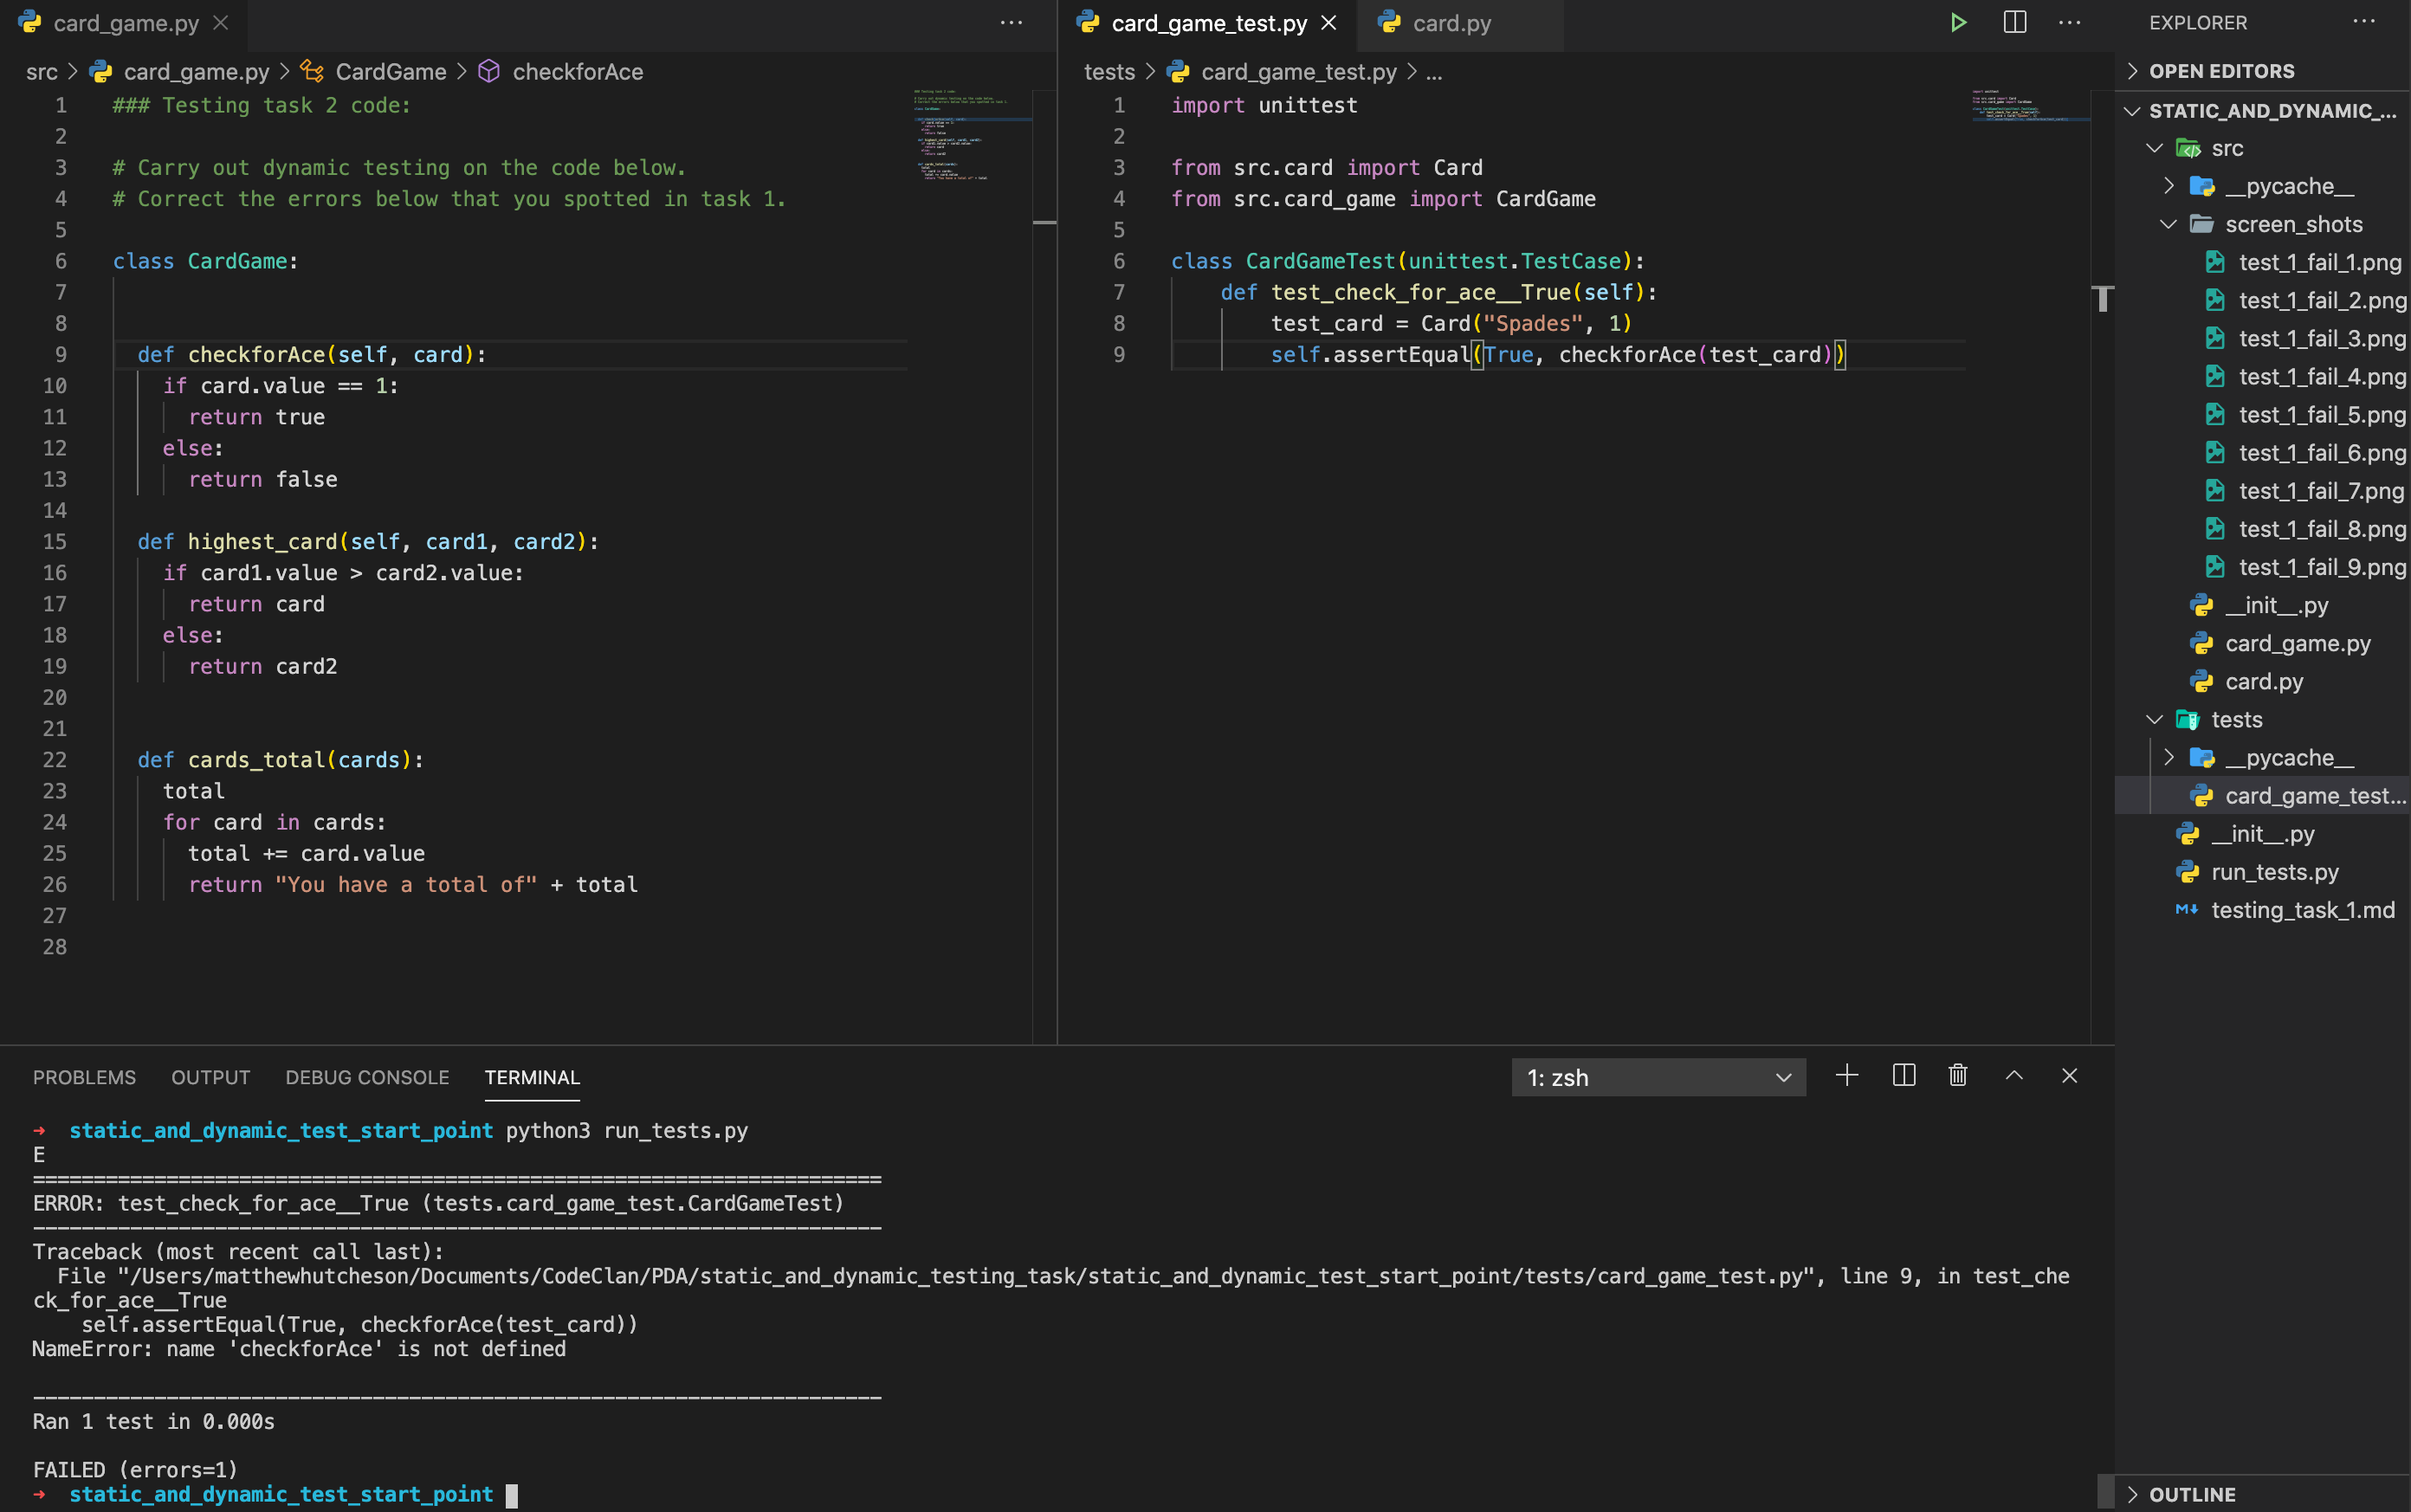 card_game.py
src > card_game.py > CardGame > checkforAce
1 ### Testing task 2 code:
2
3 # Carry out dynamic testing on the code below.
4 # Correct the errors below that you spotted in task 1.
5
6 class CardGame:
7
8
9 def checkforAce(self, card):
10 if card.value == 1:
11 return true
12 else:
13 return false
14
15 def highest_card(self, card1, card2):
16 if card1.value > card2.value:
17 return card
18 else:
19 return card2
20
21
22 def cards_total(cards):
23 total
24 for card in cards:
25 total += card.value
26 return "You have a total of" + total
27
28
card_game_test.py card.py
tests > card_game_test.py > ...
1 import unittest
2
3 from src.card import Card
4 from src.card_game import CardGame
5
6 class CardGameTest(unittest.TestCase):
7 def test_check_for_ace__True(self):
8 test_card = Card("Spades", 1)
9 self.assertEqual(True, checkforAce(test_card))
EXPLORER
OPEN EDITORS
STATIC_AND_DYNAMIC_...
src
__pycache__
screen_shots
test_1_fail_1.png
test_1_fail_2.png
test_1_fail_3.png
test_1_fail_4.png
test_1_fail_5.png
test_1_fail_6.png
test_1_fail_7.png
test_1_fail_8.png
test_1_fail_9.png
__init__.py
card_game.py
card.py
tests
__pycache__
card_game_test...
__init__.py
run_tests.py
testing_task_1.md
OUTLINE
PROBLEMS OUTPUT DEBUG CONSOLE TERMINAL 1: zsh
→ static_and_dynamic_test_start_point python3 run_tests.py
E
======================================================================
ERROR: test_check_for_ace__True (tests.card_game_test.CardGameTest)
----------------------------------------------------------------------
Traceback (most recent call last):
File "/Users/matthewhutcheson/Documents/CodeClan/PDA/static_and_dynamic_testing_task/static_and_dynamic_test_start_point/tests/card_game_test.py", line 9, in test_che
ck_for_ace__True
self.assertEqual(True, checkforAce(test_card))
NameError: name 'checkforAce' is not defined
----------------------------------------------------------------------
Ran 1 test in 0.000s
FAILED (errors=1)
→ static_and_dynamic_test_start_point